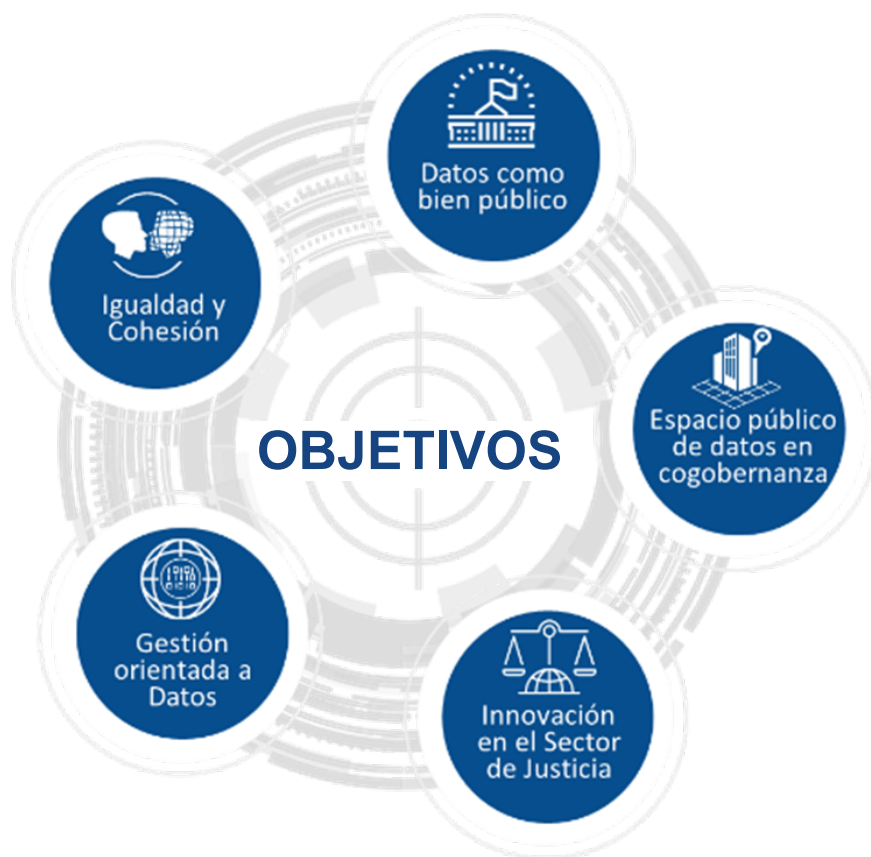 Datos como
bien público
Igualdad y
Cohesión
Espacio público
de datos en
cogobernanza
OBJETIVOS
Gestión
orientada a
Datos
Innovación
en el Sector
de Justicia